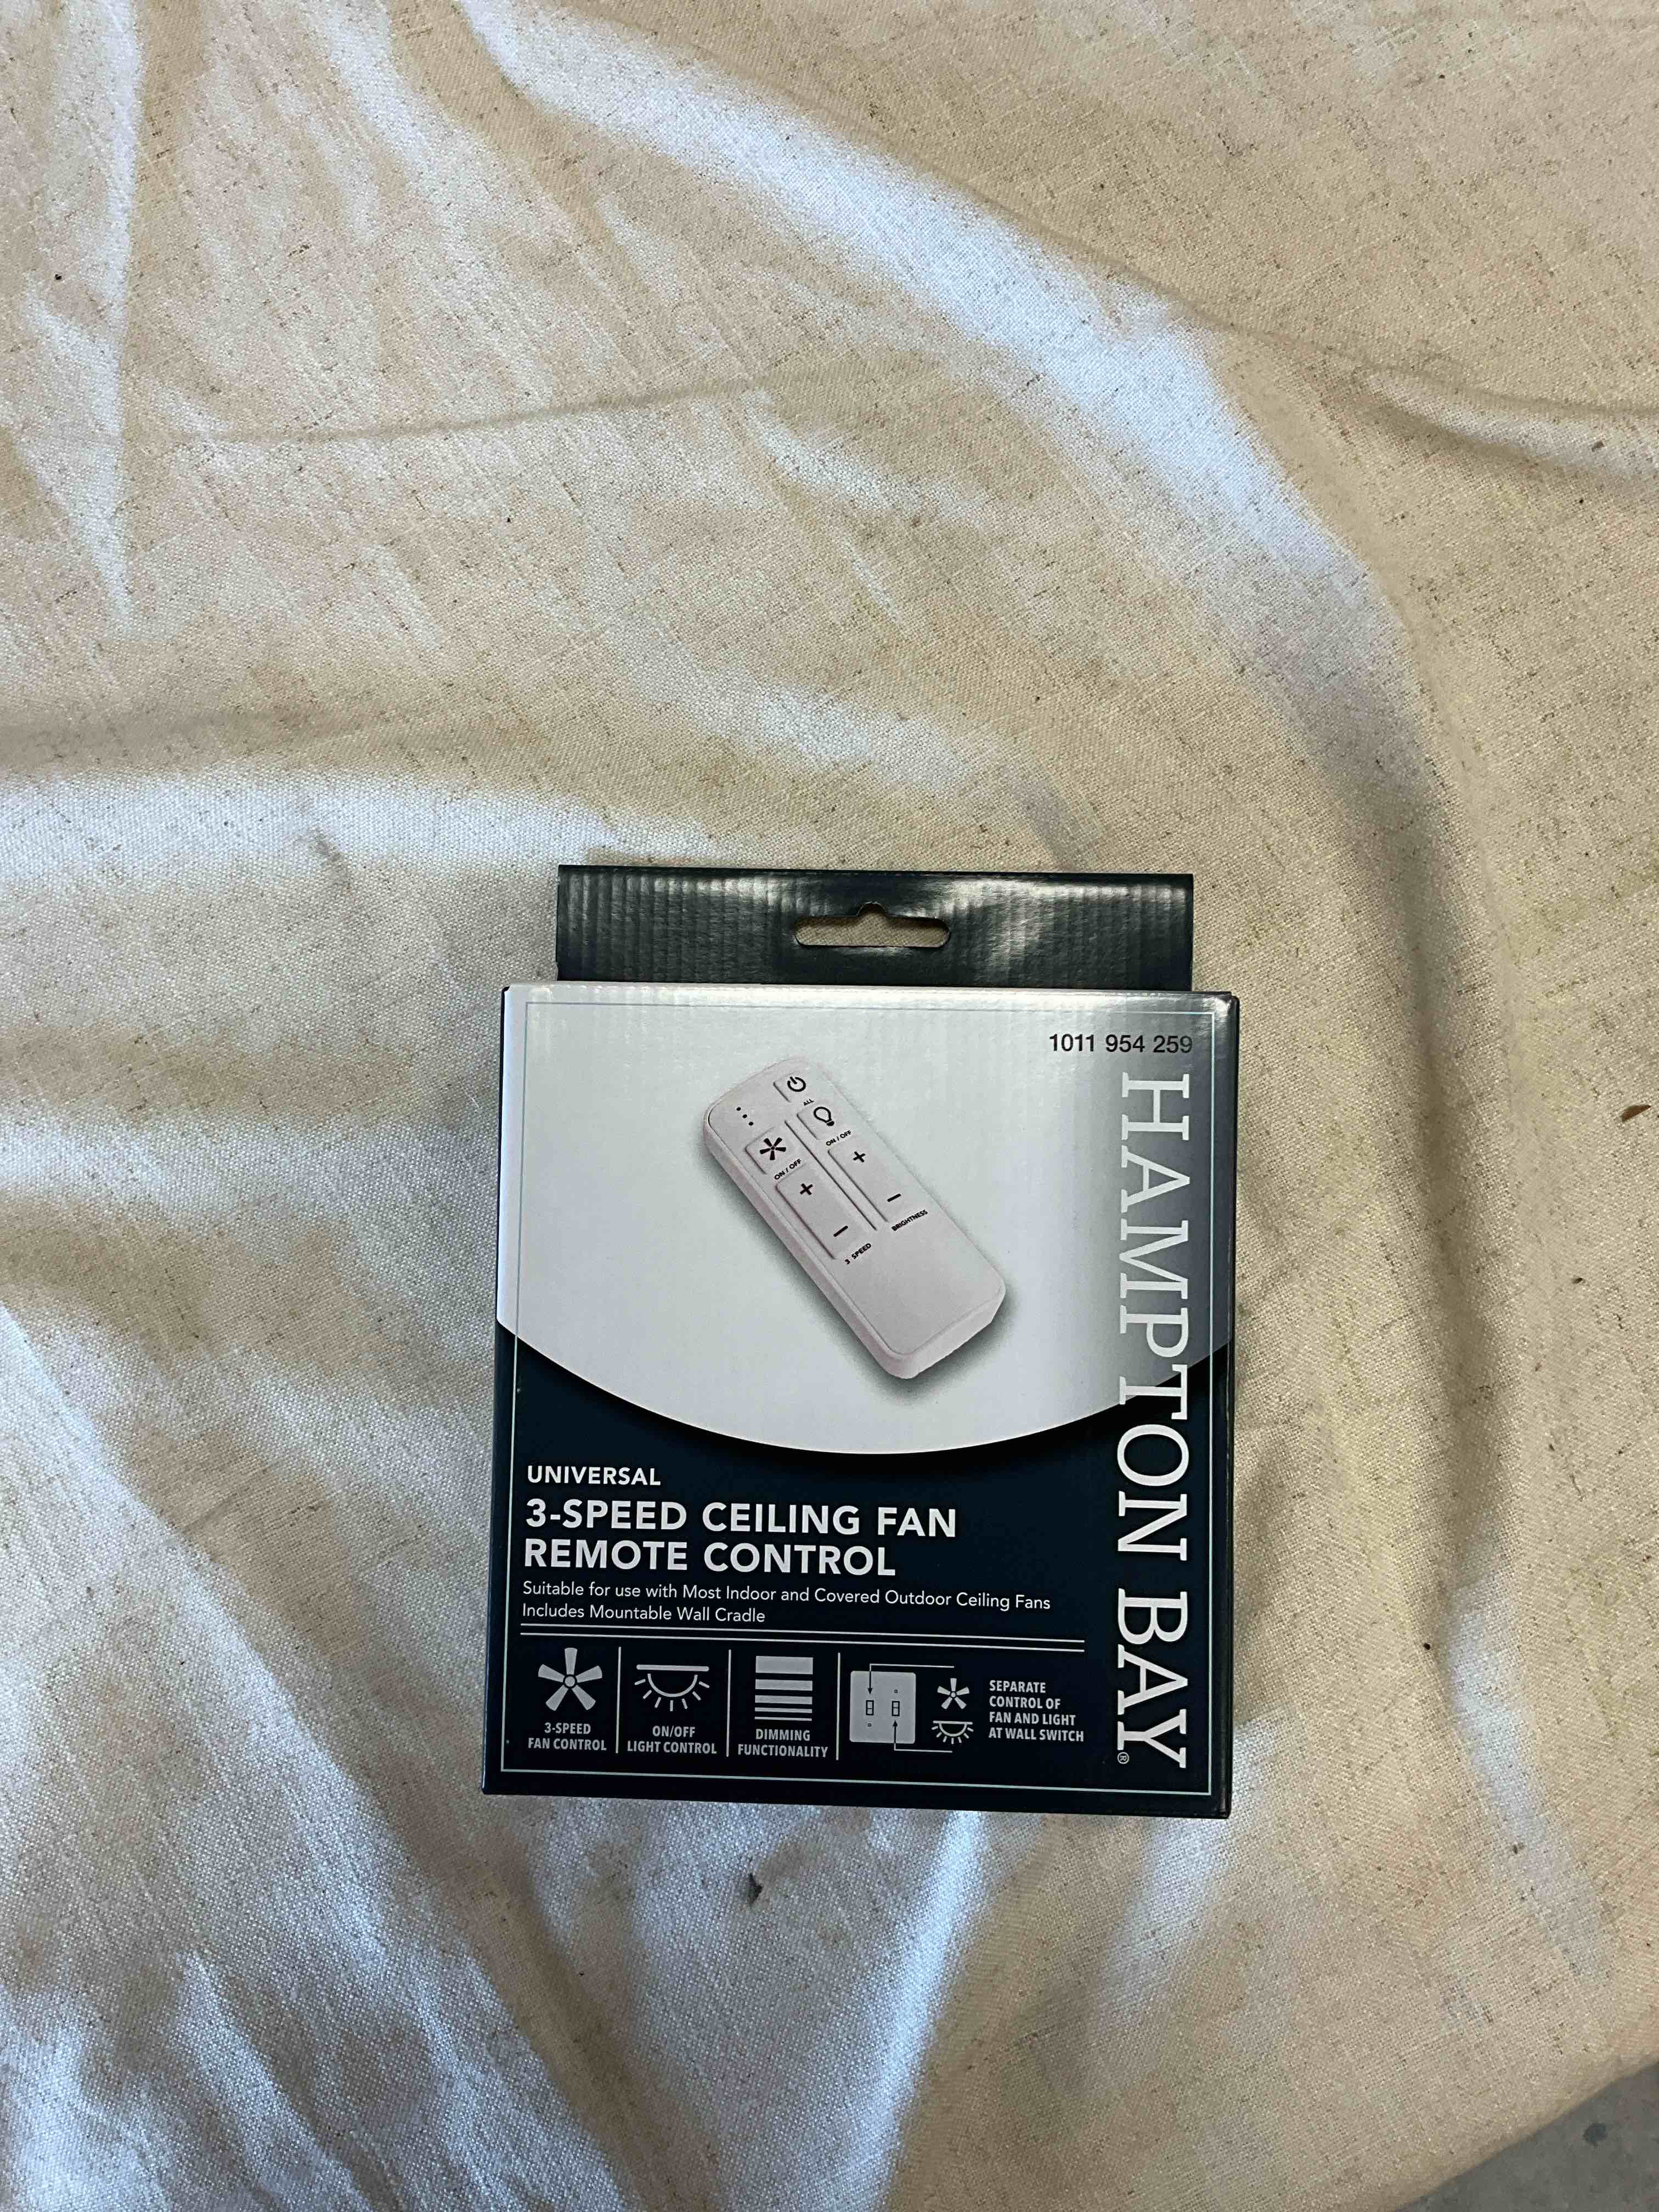 1011 954 259
HAMPTON BAY®
ALL
ON / OFF
ON / OFF
+
+
−
−
BRIGHTNESS
3 SPEED
UNIVERSAL
3-SPEED CEILING FAN
REMOTE CONTROL
Suitable for use with Most Indoor and Covered Outdoor Ceiling Fans
Includes Mountable Wall Cradle
3-SPEED
FAN CONTROL
ON/OFF
LIGHT CONTROL
DIMMING
FUNCTIONALITY
SEPARATE
CONTROL OF
FAN AND LIGHT
AT WALL SWITCH